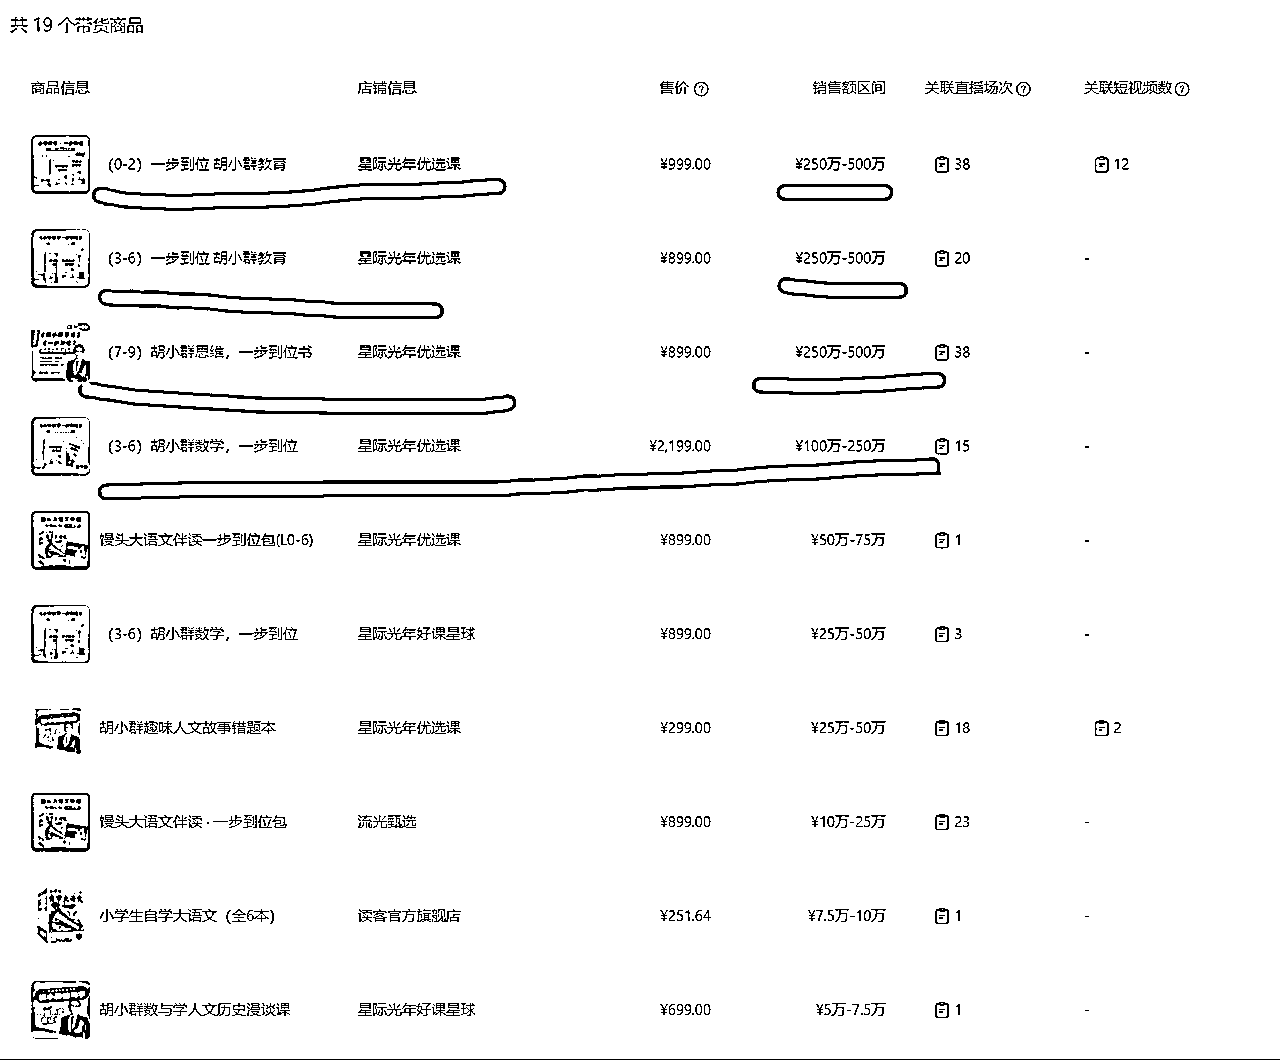 共 19 个带货商品
商品信息 店铺信息 售价 销售额区间 关联直播场次 关联短视频数
(0-2) 一步到位 胡小群教育 星际光年优选课 ¥999.00 ¥250万-500万 38 12
(3-6) 一步到位 胡小群教育 星际光年优选课 ¥899.00 ¥250万-500万 20 -
(7-9) 胡小群思维，一步到位书 星际光年优选课 ¥899.00 ¥250万-500万 38 -
(3-6) 胡小群数学，一步到位 星际光年优选课 ¥2,199.00 ¥100万-250万 15 -
馒头大语文伴读一步到位包(L0-6) 星际光年优选课 ¥899.00 ¥50万-75万 1 -
(3-6) 胡小群数学，一步到位 星际光年好课星球 ¥899.00 ¥25万-50万 3 -
胡小群趣味人文故事错题本 星际光年优选课 ¥299.00 ¥25万-50万 18 2
馒头大语文伴读·一步到位包 流光甄选 ¥899.00 ¥10万-25万 23 -
小学生自学大语文（全6本） 读客官方旗舰店 ¥251.64 ¥7.5万-10万 1 -
胡小群数与学人文历史漫谈课 星际光年好课星球 ¥699.00 ¥5万-7.5万 1 -